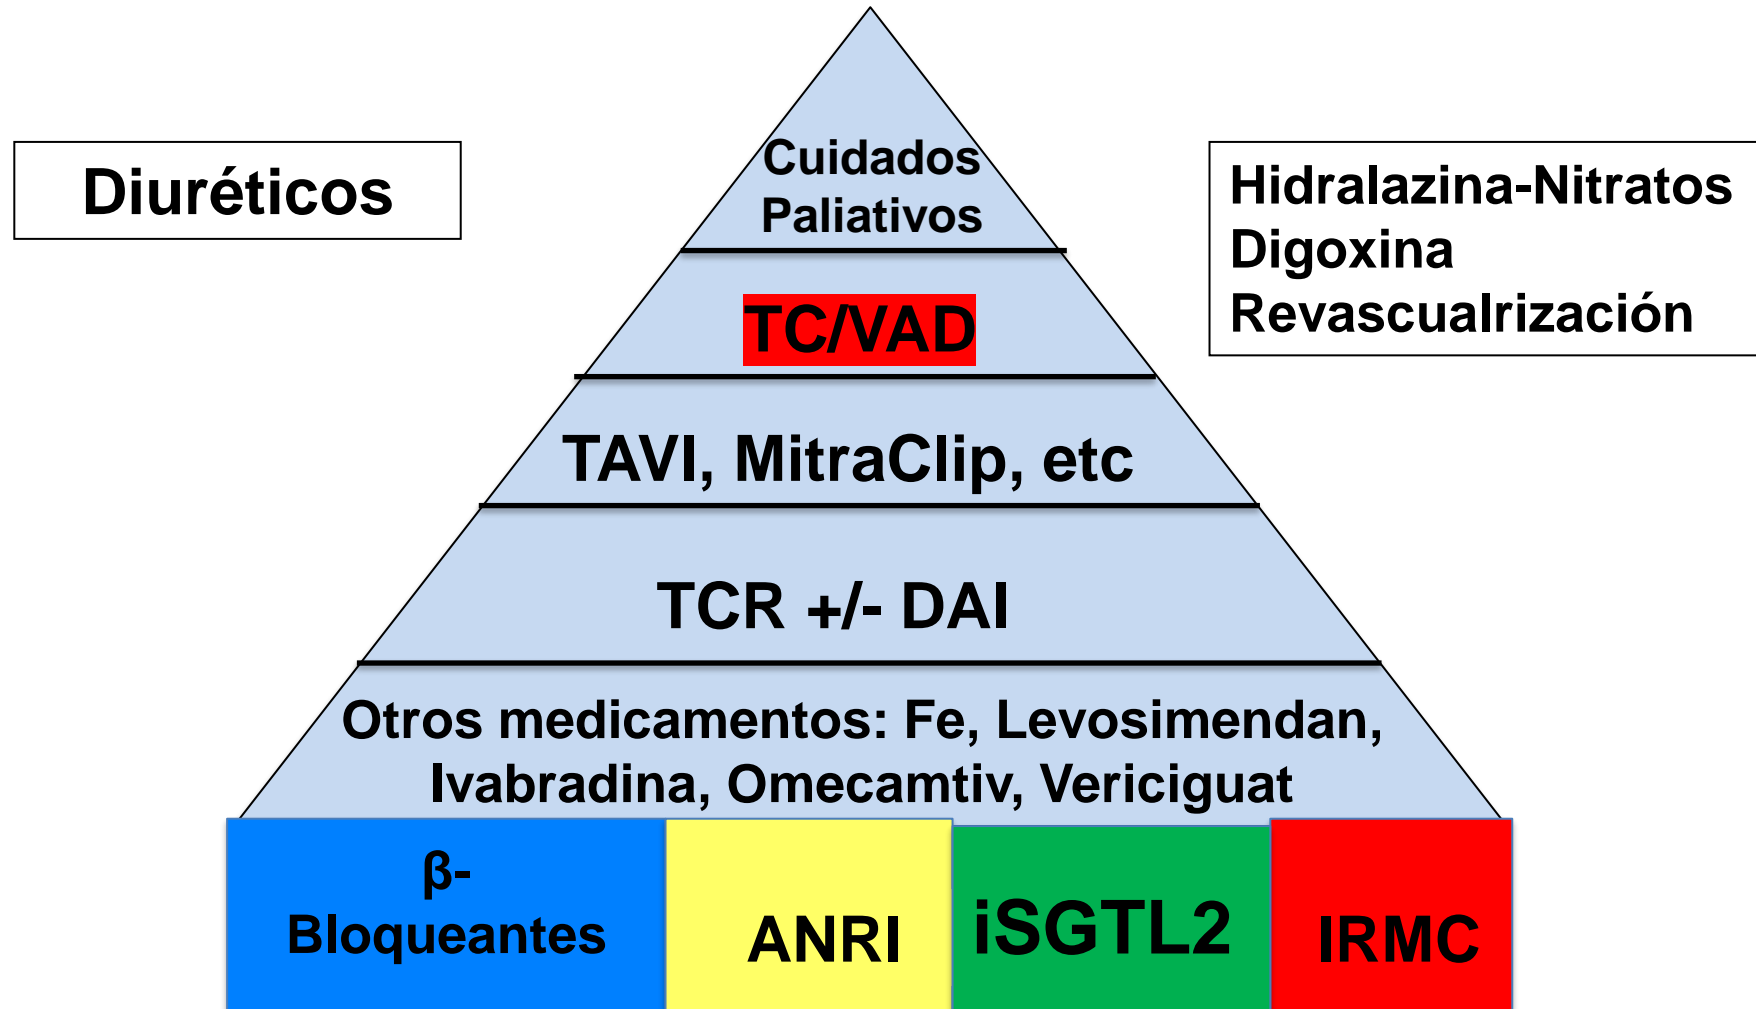 Cuidados
Paliativos
Diuréticos
Hidralazina-Nitratos
Digoxina
Revascualrización
TC/VAD
TAVI, MitraClip, etc
TCR +/- DAI
Otros medicamentos: Fe, Levosimendan,
Ivabradina, Omecamtiv, Vericiguat
β-
Bloqueantes
ANRI
iSGTL2
IRMC